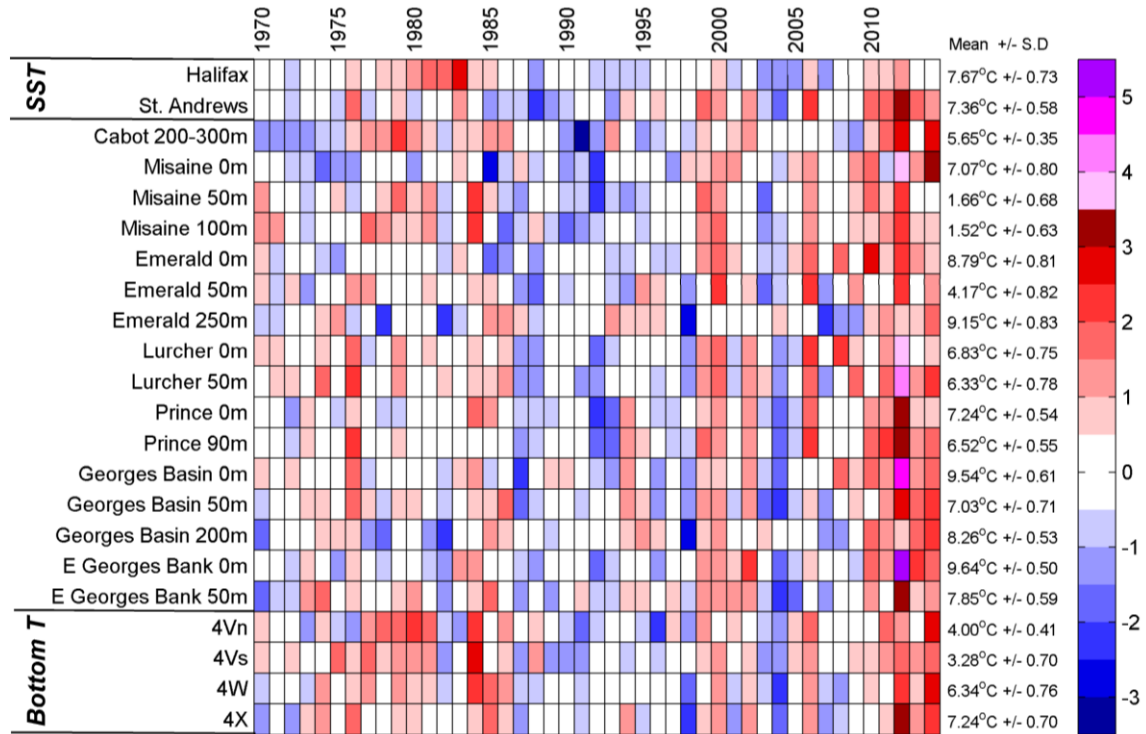 1970 1975 1980 1985 1990 1995 2000 2005 2010
Mean +/- S.D
SST
Halifax 7.67°C +/- 0.73
St. Andrews 7.36°C +/- 0.58
Cabot 200-300m 5.65°C +/- 0.35
Misaine 0m 7.07°C +/- 0.80
Misaine 50m 1.66°C +/- 0.68
Misaine 100m 1.52°C +/- 0.63
Emerald 0m 8.79°C +/- 0.81
Emerald 50m 4.17°C +/- 0.82
Emerald 250m 9.15°C +/- 0.83
Lurcher 0m 6.83°C +/- 0.75
Lurcher 50m 6.33°C +/- 0.78
Prince 0m 7.24°C +/- 0.54
Prince 90m 6.52°C +/- 0.55
Georges Basin 0m 9.54°C +/- 0.61
Georges Basin 50m 7.03°C +/- 0.71
Georges Basin 200m 8.26°C +/- 0.53
E Georges Bank 0m 9.64°C +/- 0.50
E Georges Bank 50m 7.85°C +/- 0.59
Bottom T
4Vn 4.00°C +/- 0.41
4Vs 3.28°C +/- 0.70
4W 6.34°C +/- 0.76
4X 7.24°C +/- 0.70
5
4
3
2
1
0
-1
-2
-3